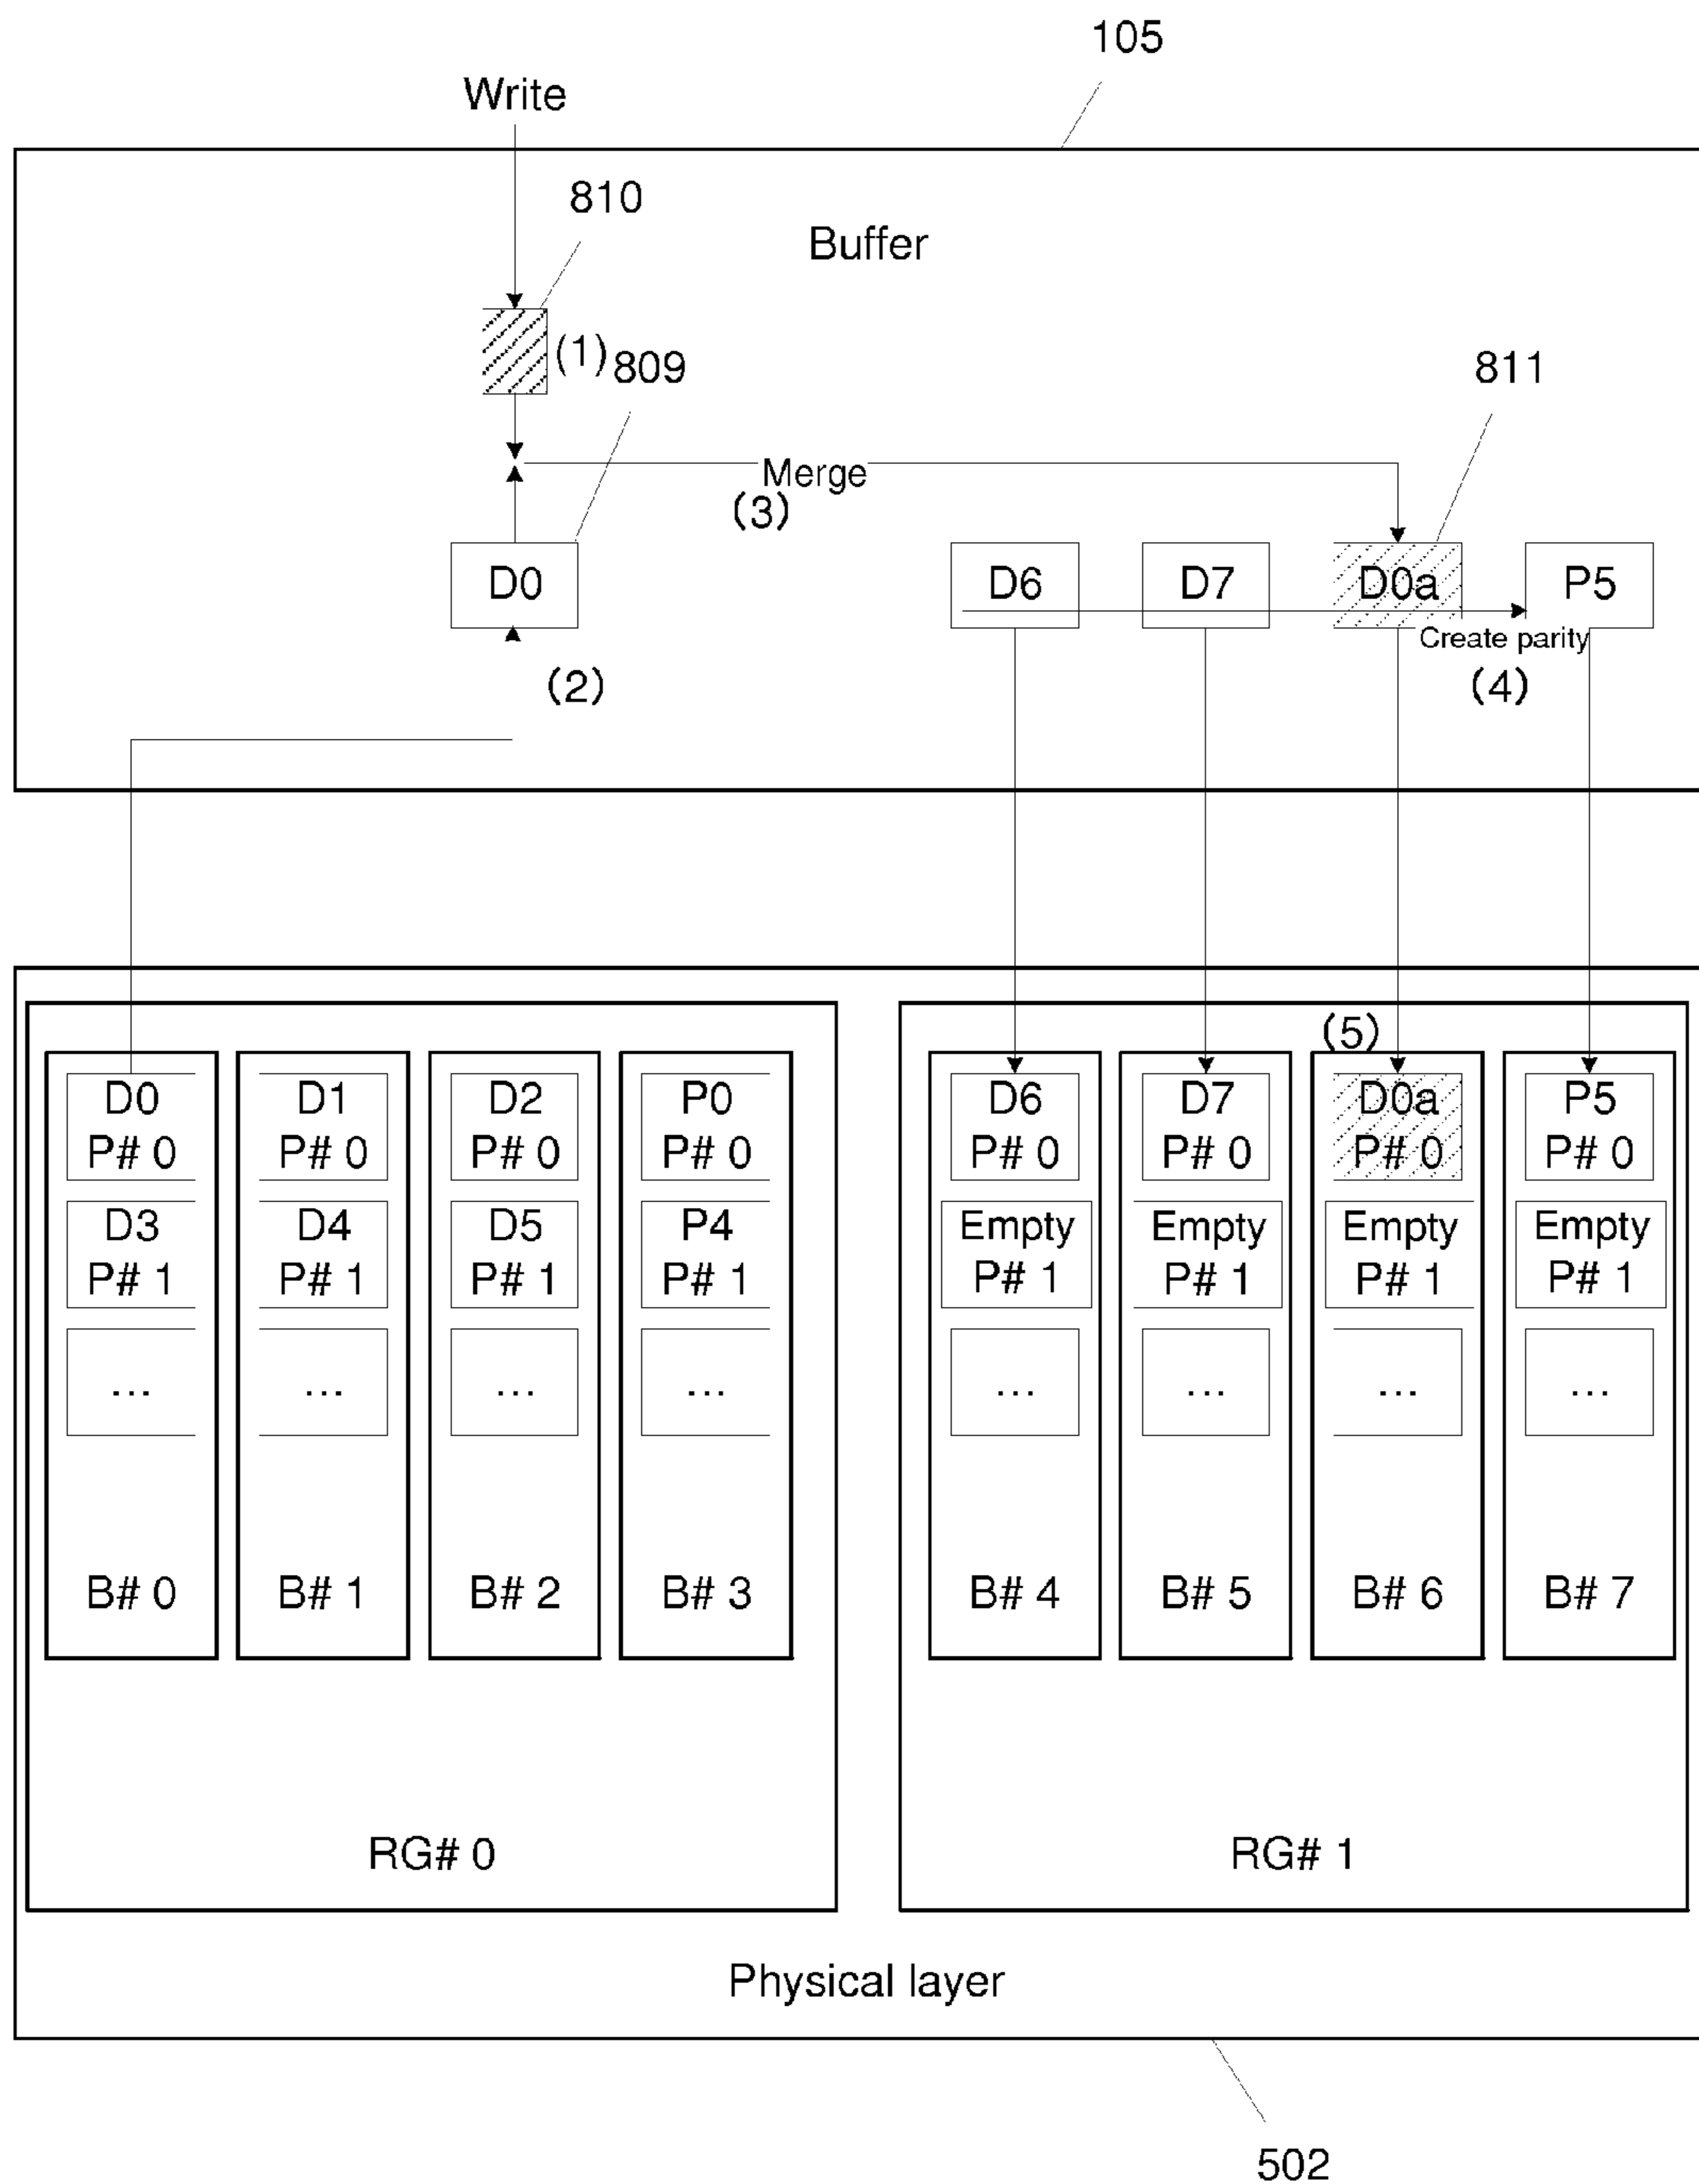 105
Write
810
Buffer
(1)
809
811
Merge
(3)
D0
D6
D7
D0a
P5
Create parity
(2)
(4)
(5)
D0
P# 0
D1
P# 0
D2
P# 0
P0
P# 0
D6
P# 0
D7
P# 0
D0a
P# 0
P5
P# 0
D3
P# 1
D4
P# 1
D5
P# 1
P4
P# 1
Empty
P# 1
Empty
P# 1
Empty
P# 1
Empty
P# 1
...
...
...
...
...
...
...
...
B# 0
B# 1
B# 2
B# 3
B# 4
B# 5
B# 6
B# 7
RG# 0
RG# 1
Physical layer
502